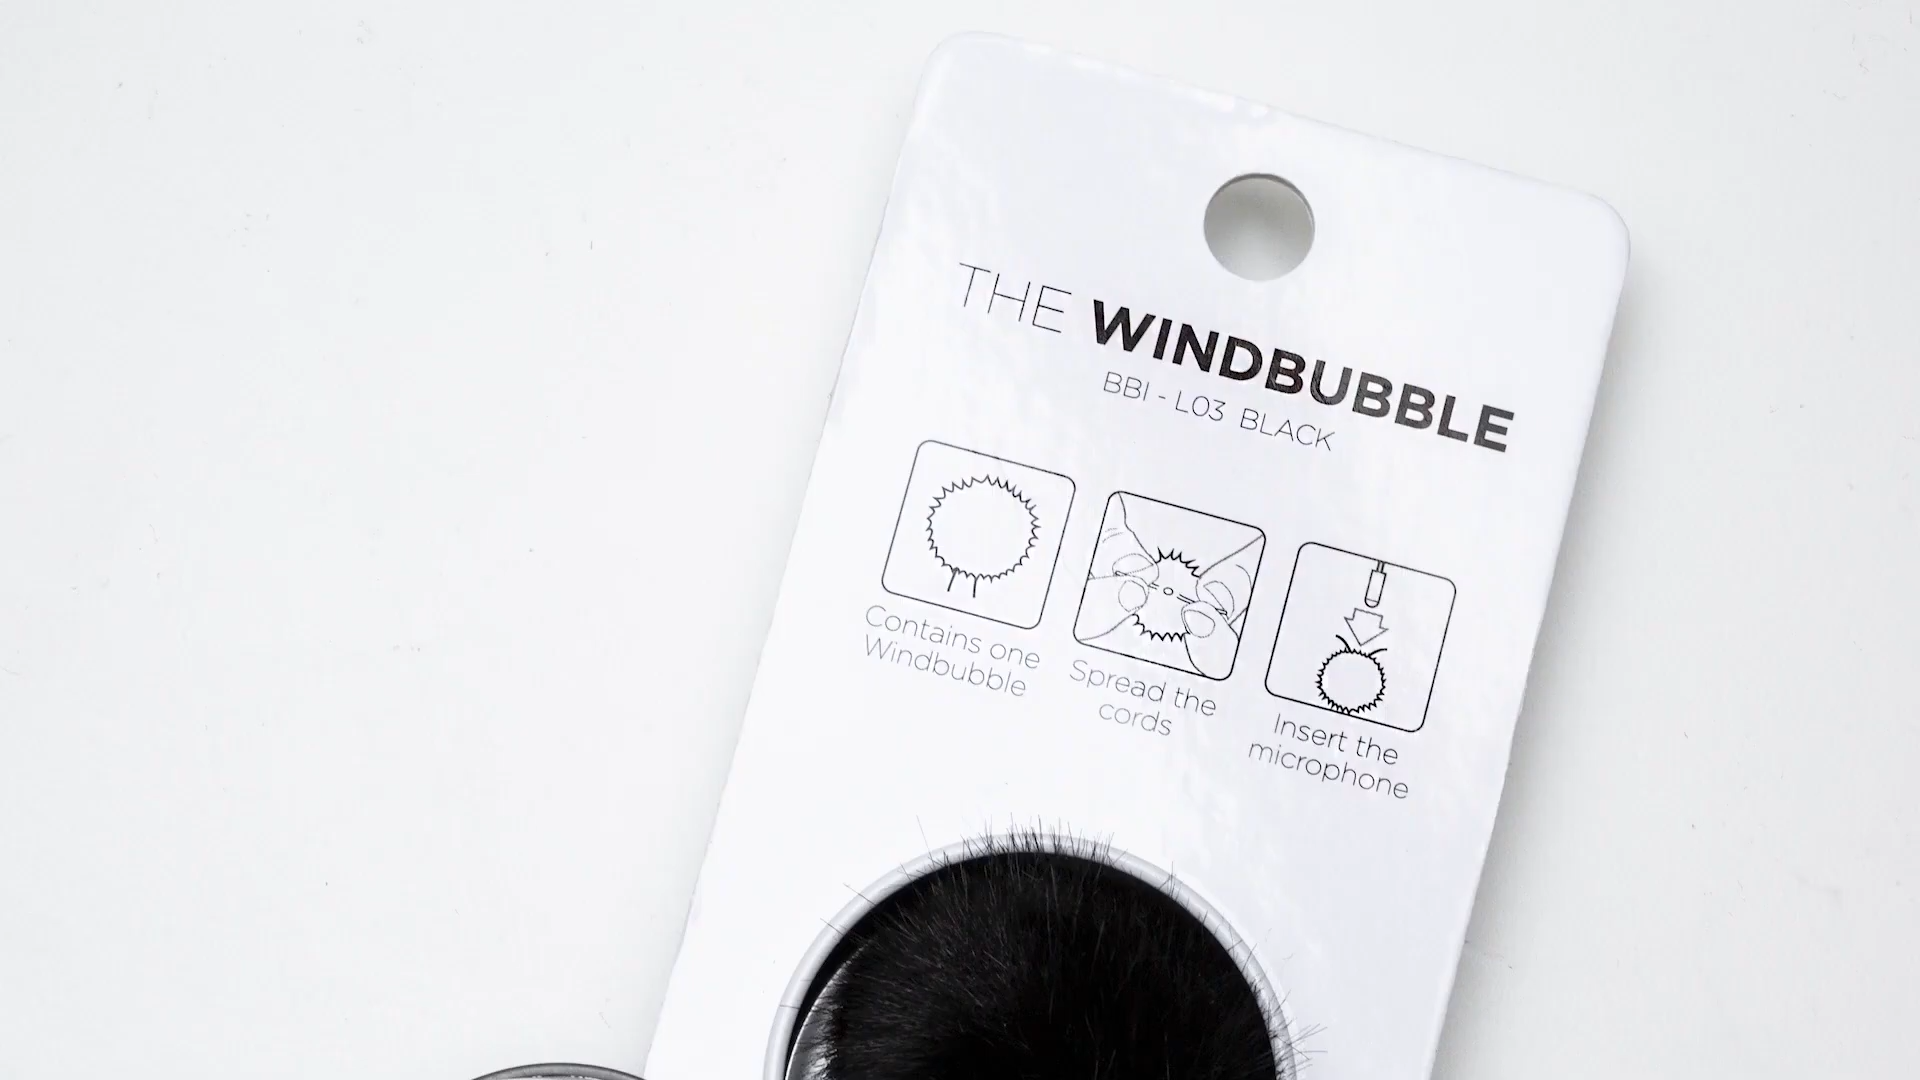 THE WINDBUBBLE
BBI - L03 BLACK
Contains one
Windbubble
Spread the
cords
Insert the
microphone